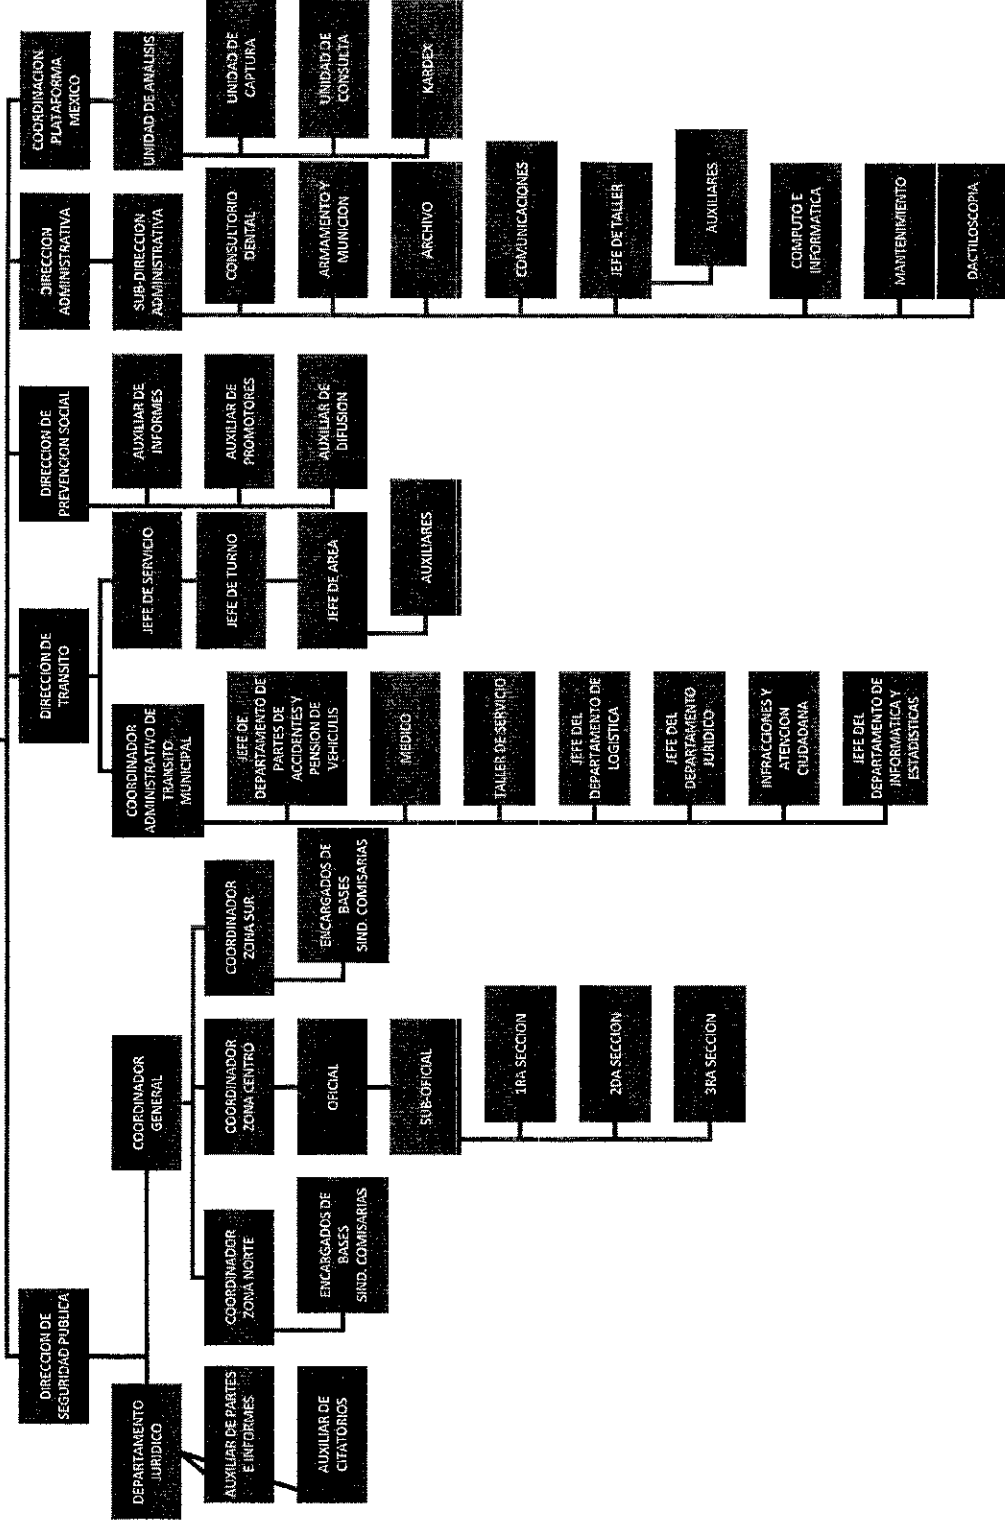 DIRECCION DE
SEGURIDAD PUBLICA
DEPARTAMENTO
JURIDICO
AUXILIAR DE PARTES
E INFORMES
AUXILIAR DE
CITATORIOS
COORDINADOR
GENERAL
COORDINADOR
ZONA NORTE
ENCARGADOS DE
BASES
SIND. COMISARIAS
COORDINADOR
ZONA CENTRO
OFICIAL
SUB-OFICIAL
1RA SECCION
2DA SECCION
3RA SECCION
COORDINADOR
ZONA SUR
ENCARGADOS DE
BASES
SIND. COMISARIAS
DIRECCIÓN DE
TRANSITO
COORDINADOR
ADMINISTRATIVO DE
TRANSITO
MUNICIPAL
JEFE DE
DEPARTAMENTO DE
PARTES DE
ACCIDENTES Y
PENSION DE
VEHICULIS
MEDICO
TALLER DE SERVICIO
JEFE DEL
DEPARTAMENTO DE
LOGISTICA
JEFE DEL
DEPARTAMENTO
JURIDICO
INFRACCIONES Y
ATENCION
CIUDADANA
JEFE DEL
DEPARTAMENTO DE
INFORMATICA Y
ESTADISTICAS
JEFE DE SERVICIO
JEFE DE TURNO
JEFE DE AREA
AUXILIARES
DIRECCION DE
PREVENCION SOCIAL
AUXILIAR DE
INFORMES
AUXILIAR DE
PROMOTORES
AUXILIAR DE
DIFUSION
DIRECCION
ADMINISTRATIVA
SUB-DIRECCION
ADMINISTRATIVA
CONSULTORIO
DENTAL
ARMAMENTO Y
MUNICION
ARCHIVO
COMUNICACIONES
JEFE DE TALLER
AUXILIARES
COMPUTO E
INFORMATICA
MANTENIMIENTO
DACTILOSCOPIA
COORDINACION
PLATAFORMA
MEXICO
UNIDAD DE ANÁLISIS
UNIDAD DE
CAPTURA
UNIDAD DE
CONSULTA
KARDEX